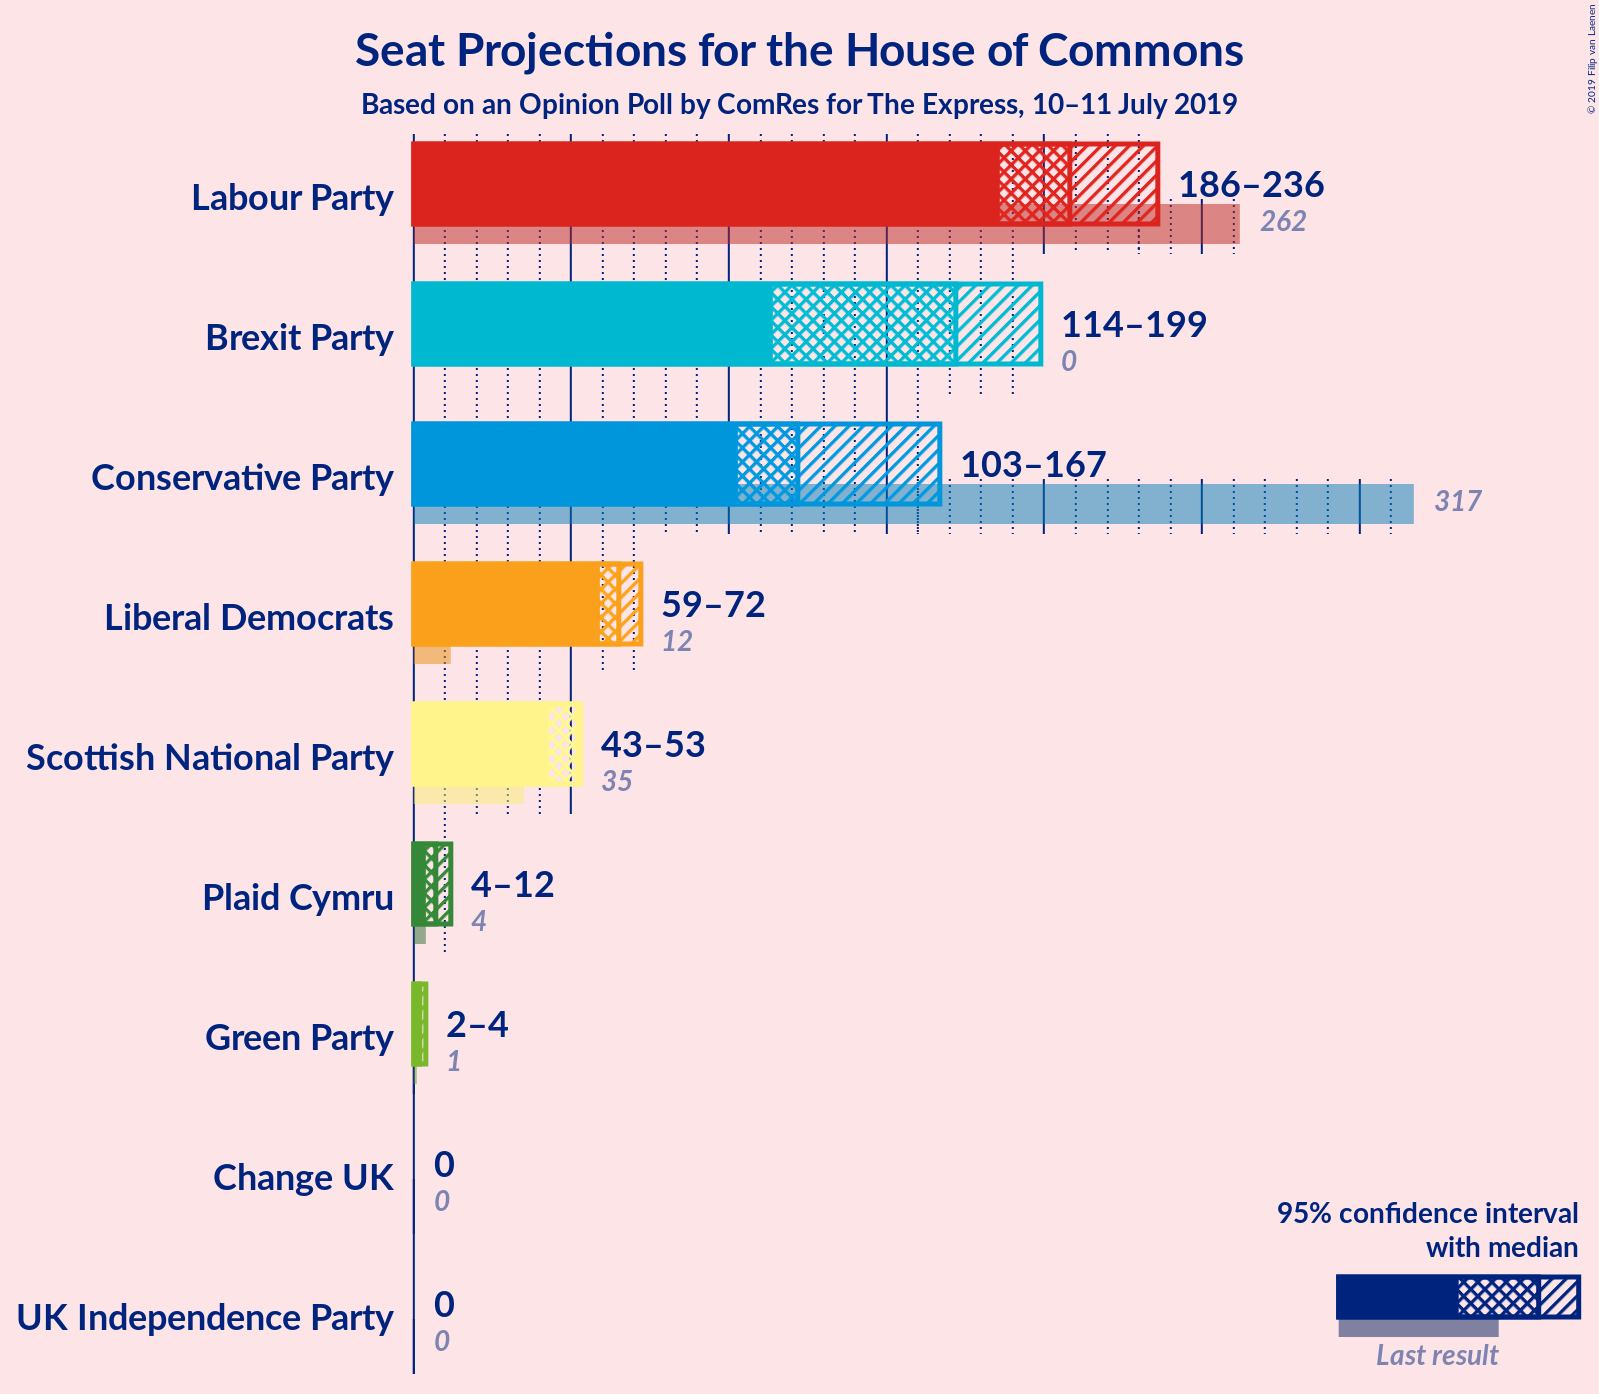 Seat Projections for the House of Commons
Based on an Opinion Poll by ComRes for The Express, 10–11 July 2019
© 2019 Filip van Laenen
Labour Party
186–236
262
Brexit Party
114–199
0
Conservative Party
103–167
317
Liberal Democrats
59–72
12
Scottish National Party
43–53
35
Plaid Cymru
4–12
4
Green Party
2–4
1
Change UK
0
0
UK Independence Party
0
0
95% confidence interval
with median
Last result